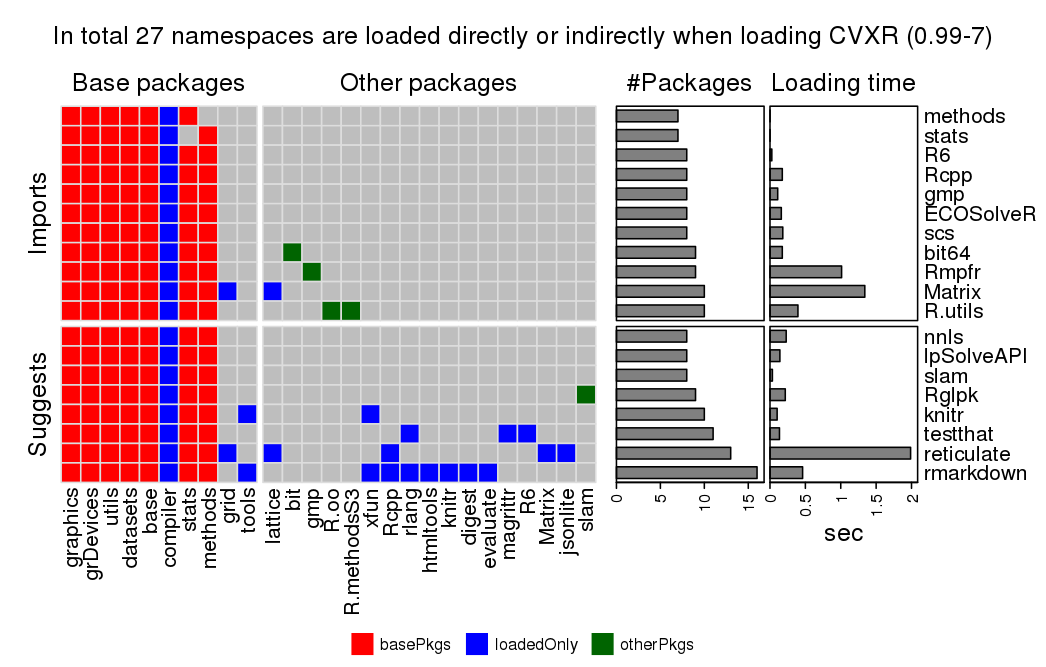 In total 27 namespaces are loaded directly or indirectly when loading CVXR (0.99-7)
Base packages
Other packages
#Packages
Loading time
Imports
methods
stats
R6
Rcpp
gmp
ECOSolveR
scs
bit64
Rmpfr
Matrix
R.utils
Suggests
nnls
lpSolveAPI
slam
Rglpk
knitr
testthat
reticulate
rmarkdown
graphics
grDevices
utils
datasets
base
compiler
stats
methods
grid
tools
lattice
bit
gmp
R.oo
R.methodsS3
xfun
Rcpp
rlang
htmltools
knitr
digest
evaluate
magrittr
R6
Matrix
jsonlite
slam
0 5 10 15
0 0.5 1 1.5 2
sec
basePkgs loadedOnly otherPkgs